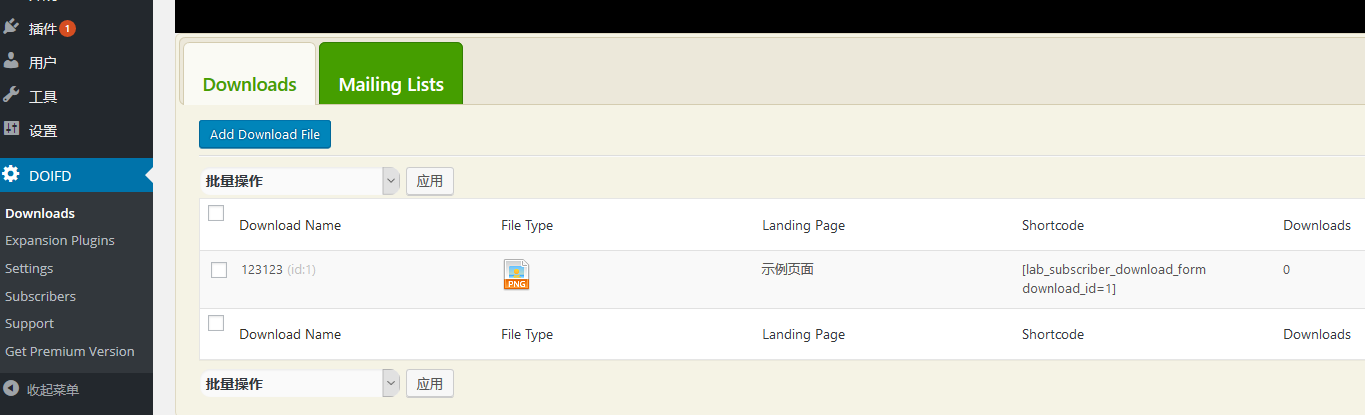 插件 1
用户
工具
设置
DOIFD
Downloads
Expansion Plugins
Settings
Subscribers
Support
Get Premium Version
收起菜单
Downloads Mailing Lists
Add Download File
批量操作 应用
Download Name File Type Landing Page Shortcode Downloads
123123 (id:1) PNG 示例页面 [lab_subscriber_download_form 0
download_id=1]
Download Name File Type Landing Page Shortcode Downloads
批量操作 应用